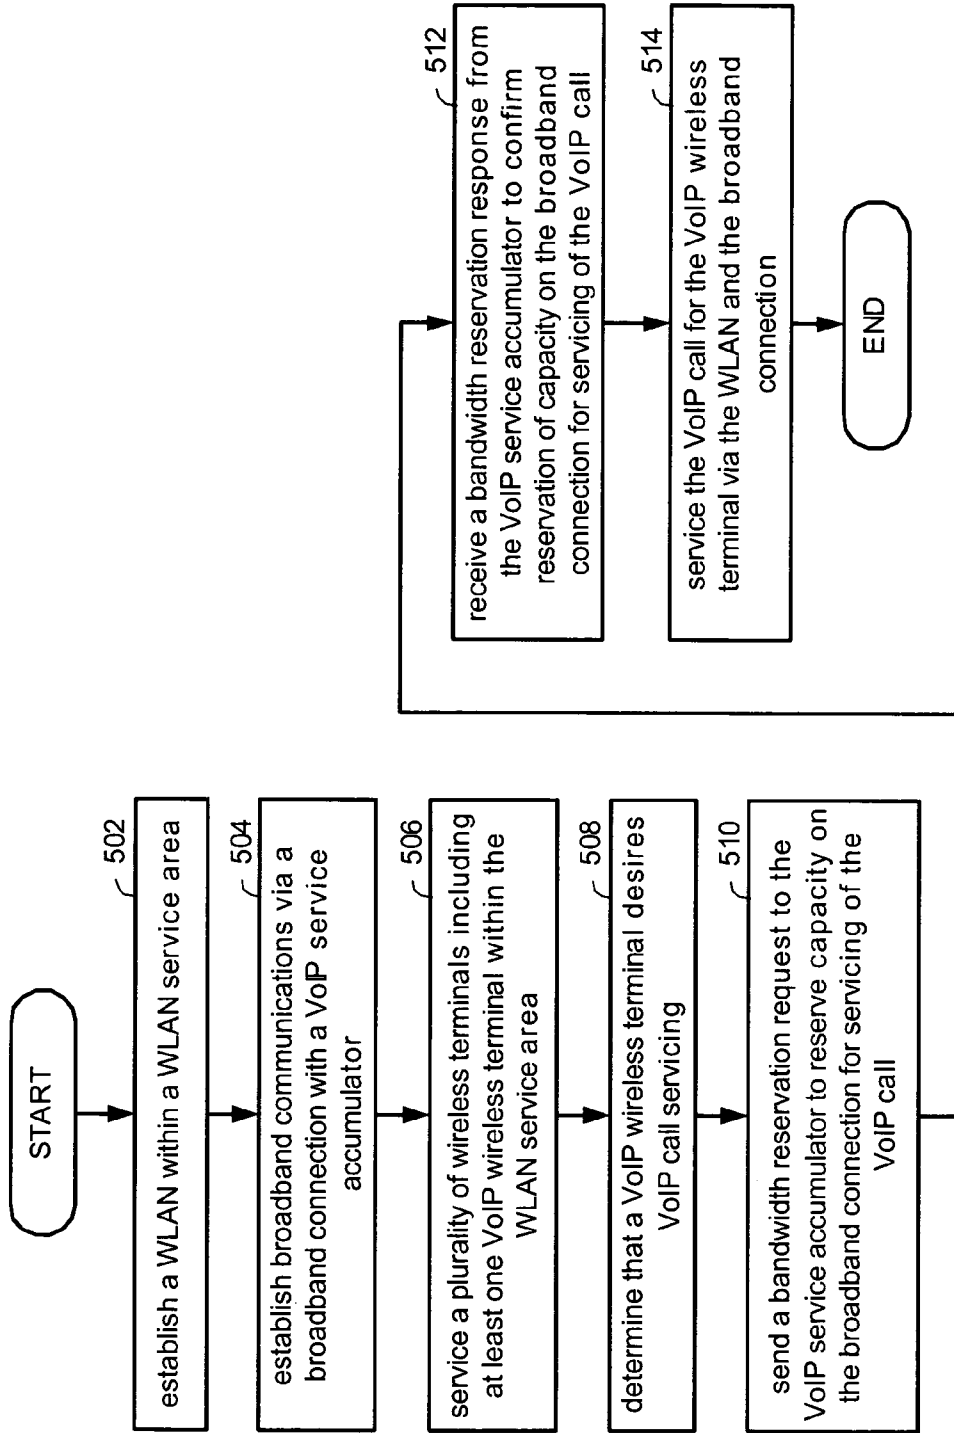 START
502
establish a WLAN within a WLAN service area
504
establish broadband communications via a
broadband connection with a VoIP service
accumulator
506
service a plurality of wireless terminals including
at least one VoIP wireless terminal within the
WLAN service area
508
determine that a VoIP wireless terminal desires
VoIP call servicing
510
send a bandwidth reservation request to the
VoIP service accumulator to reserve capacity on
the broadband connection for servicing of the
VoIP call
512
receive a bandwidth reservation response from
the VoIP service accumulator to confirm
reservation of capacity on the broadband
connection for servicing of the VoIP call
514
service the VoIP call for the VoIP wireless
terminal via the WLAN and the broadband
connection
END